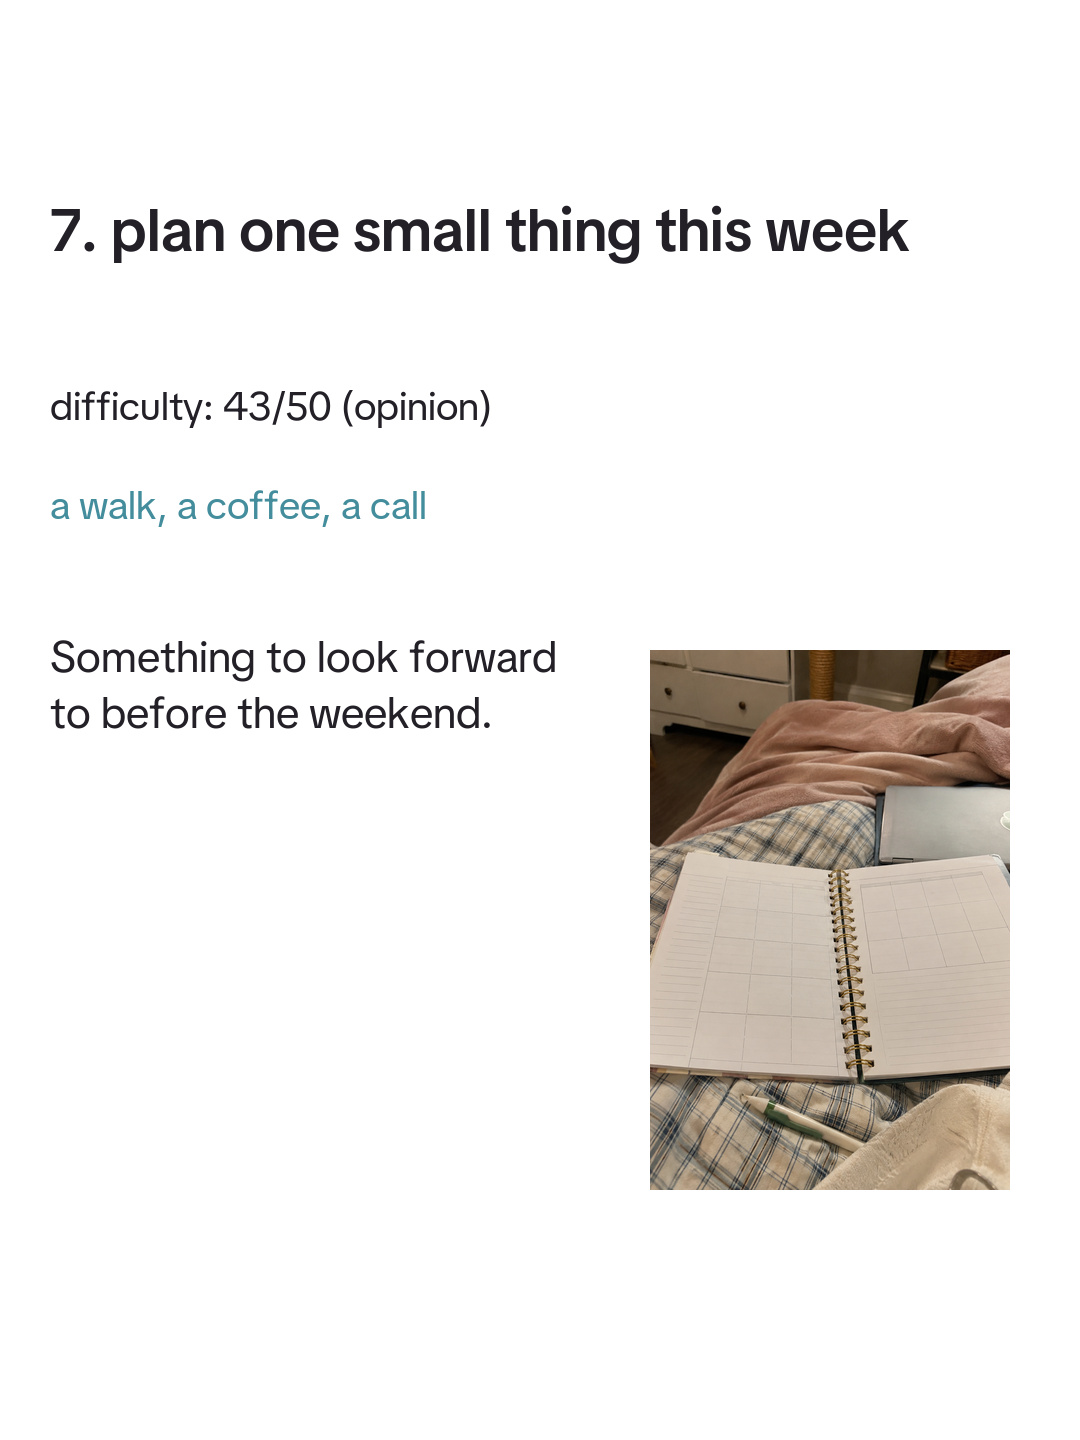 7. plan one small thing this week
difficulty: 43/50 (opinion)
a walk, a coffee, a call
Something to look forward
to before the weekend.